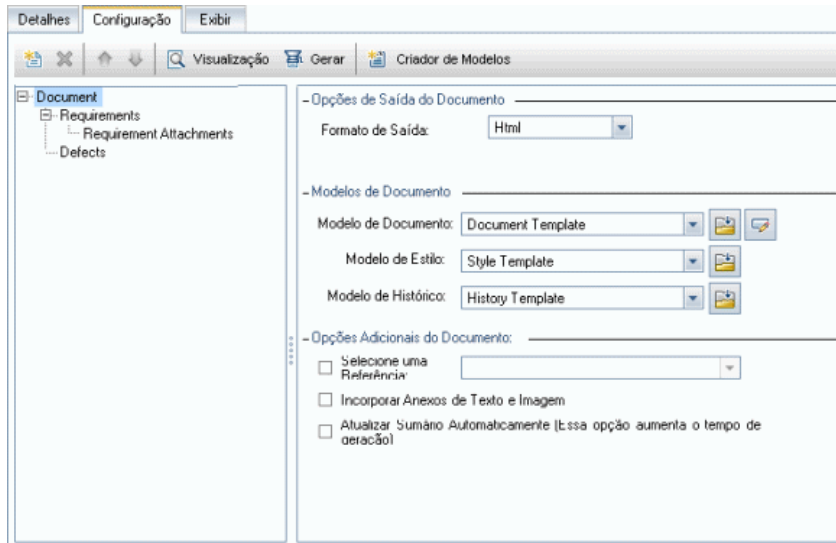 Detalhes Configuração Exibir
Visualização Gerar Criador de Modelos
Document
Requirements
Requirement Attachments
Defects
Opções de Saída do Documento
Formato de Saída: Html
Modelos de Documento
Modelo de Documento: Document Template
Modelo de Estilo: Style Template
Modelo de Histórico: History Template
Opções Adicionais do Documento:
Selecione uma
Referência:
Incorporar Anexos de Texto e Imagem
Atualizar Sumário Automaticamente (Essa opção aumenta o tempo de
geração)